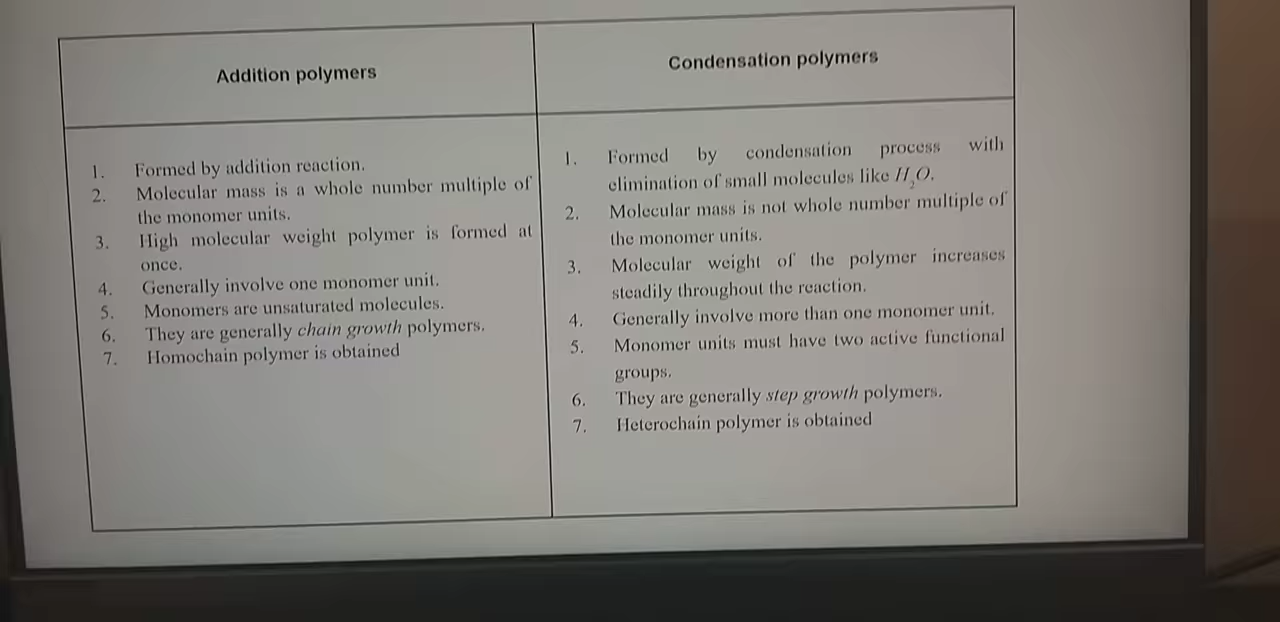 Addition polymers
1. Formed by addition reaction.
2. Molecular mass is a whole number multiple of
the monomer units.
3. High molecular weight polymer is formed at
once.
4. Generally involve one monomer unit.
5. Monomers are unsaturated molecules.
6. They are generally chain growth polymers.
7. Homochain polymer is obtained
Condensation polymers
1. Formed by condensation process with
elimination of small molecules like H₂O.
2. Molecular mass is not whole number multiple of
the monomer units.
3. Molecular weight of the polymer increases
steadily throughout the reaction.
4. Generally involve more than one monomer unit.
5. Monomer units must have two active functional
groups.
6. They are generally step growth polymers.
7. Heterochain polymer is obtained